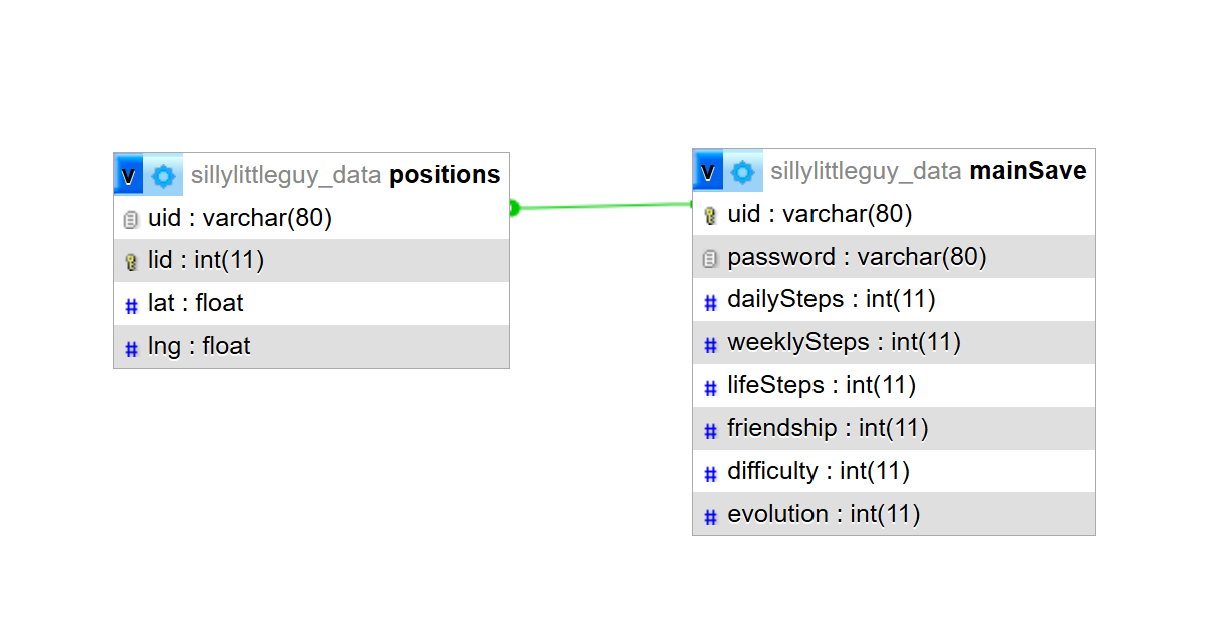 v sillylittleguy_data positions
uid : varchar(80)
lid : int(11)
# lat : float
# lng : float
v sillylittleguy_data mainSave
uid : varchar(80)
password : varchar(80)
# dailySteps : int(11)
# weeklySteps : int(11)
# lifeSteps : int(11)
# friendship : int(11)
# difficulty : int(11)
# evolution : int(11)